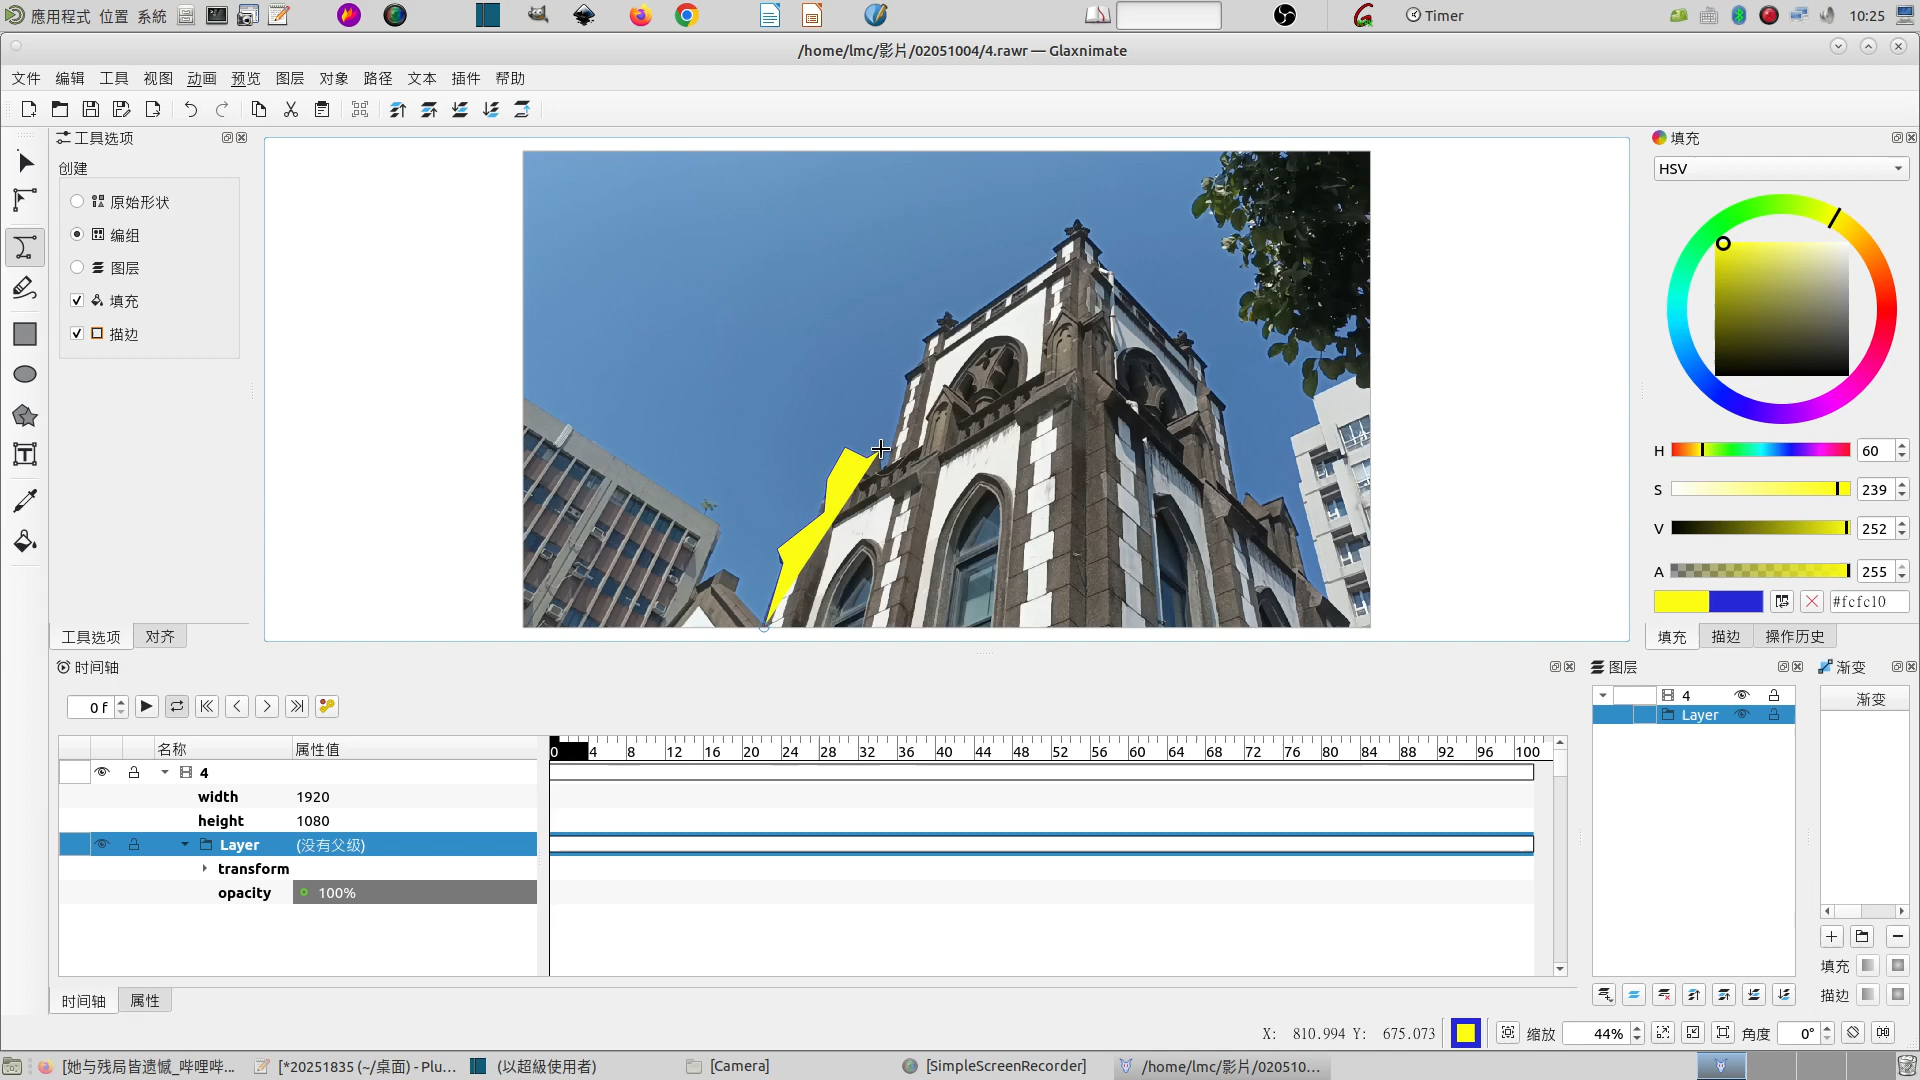 應用程式 位置 系統 Timer 10:25
/home/lmc/影片/02051004/4.rawr — Glaxnimate
文件 编辑 工具 视图 动画 预览 图层 对象 路径 文本 插件 帮助
工具选项
创建
原始形状
编组
图层
填充
描边
工具选项 对齐
填充
HSV
H 60
S 239
V 252
A 255
#fcfc10
填充 描边 操作历史
时间轴
0 f
名称 属性值
0 4 8 12 16 20 24 28 32 36 40 44 48 52 56 60 64 68 72 76 80 84 88 92 96 100
4
width 1920
height 1080
Layer (没有父级)
transform
opacity 100%
时间轴 属性
图层
4
Layer
渐变
渐变
填充
描边
X: 810.994 Y: 675.073 缩放 44% 角度 0°
[她与残局皆遗憾_哔哩哔... [*20251835 (~/桌面) - Plu... (以超級使用者) [Camera] [SimpleScreenRecorder] /home/lmc/影片/020510...